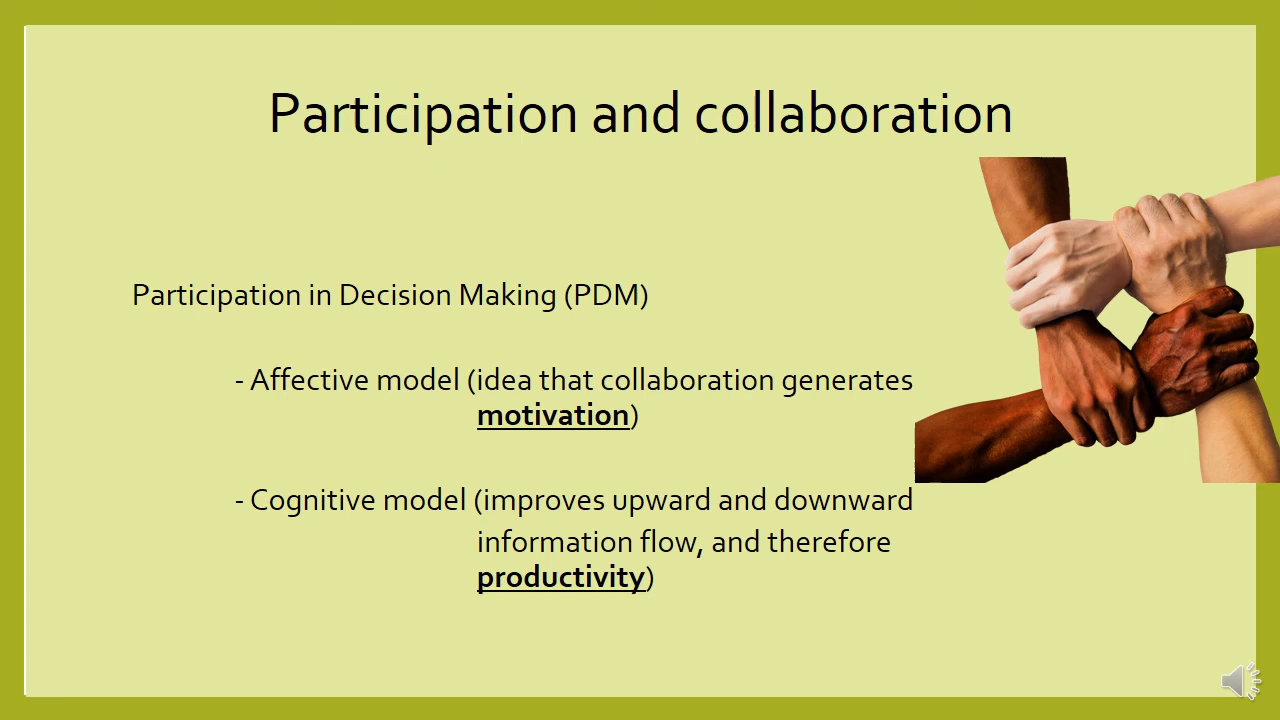 Participation and collaboration
Participation in Decision Making (PDM)
- Affective model (idea that collaboration generates
motivation)
- Cognitive model (improves upward and downward
information flow, and therefore
productivity)